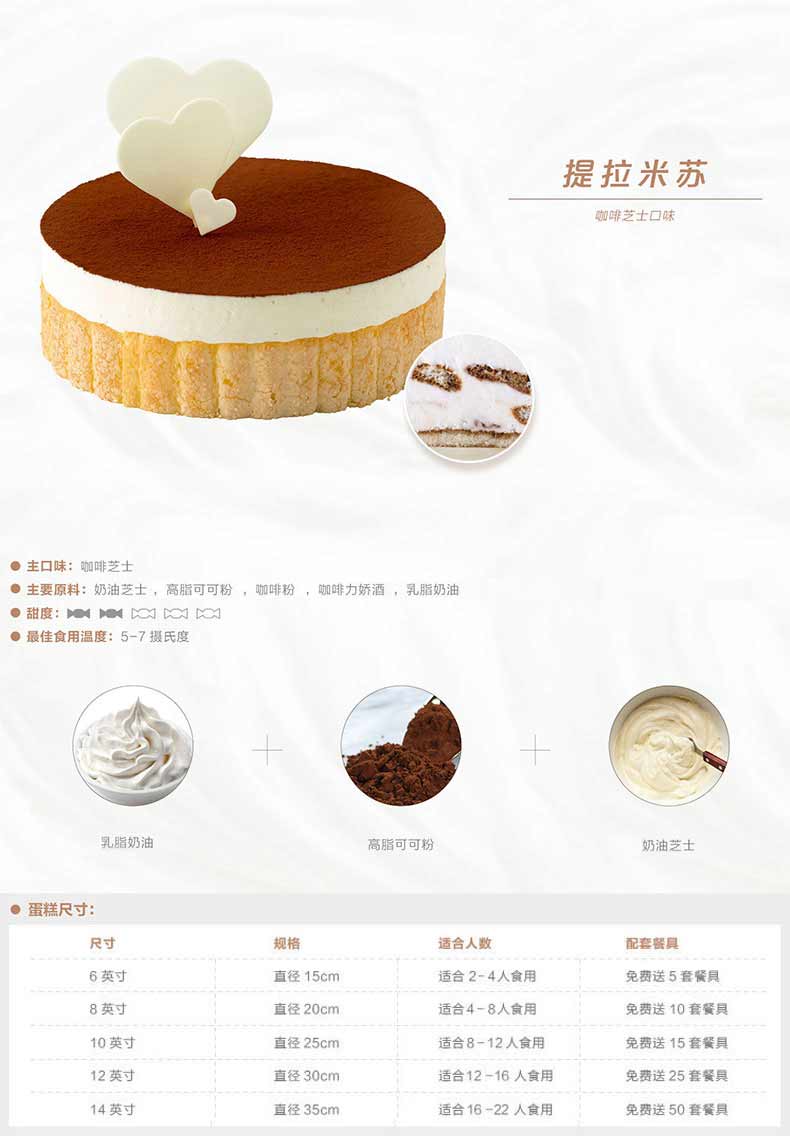 提拉米苏
咖啡芝士口味
主口味：咖啡芝士
主要原料：奶油芝士 ，高脂可可粉 ，咖啡粉 ，咖啡力娇酒 ，乳脂奶油
甜度：
最佳食用温度：5-7 摄氏度
乳脂奶油 高脂可可粉 奶油芝士
蛋糕尺寸：
尺寸 规格 适合人数 配套餐具
6 英寸 直径 15cm 适合 2-4人食用 免费送 5 套餐具
8 英寸 直径 20cm 适合4-8人食用 免费送 10 套餐具
10 英寸 直径 25cm 适合8-12 人食用 免费送 15 套餐具
12 英寸 直径 30cm 适合12-16 人食用 免费送 25 套餐具
14 英寸 直径 35cm 适合16-22 人食用 免费送 50 套餐具